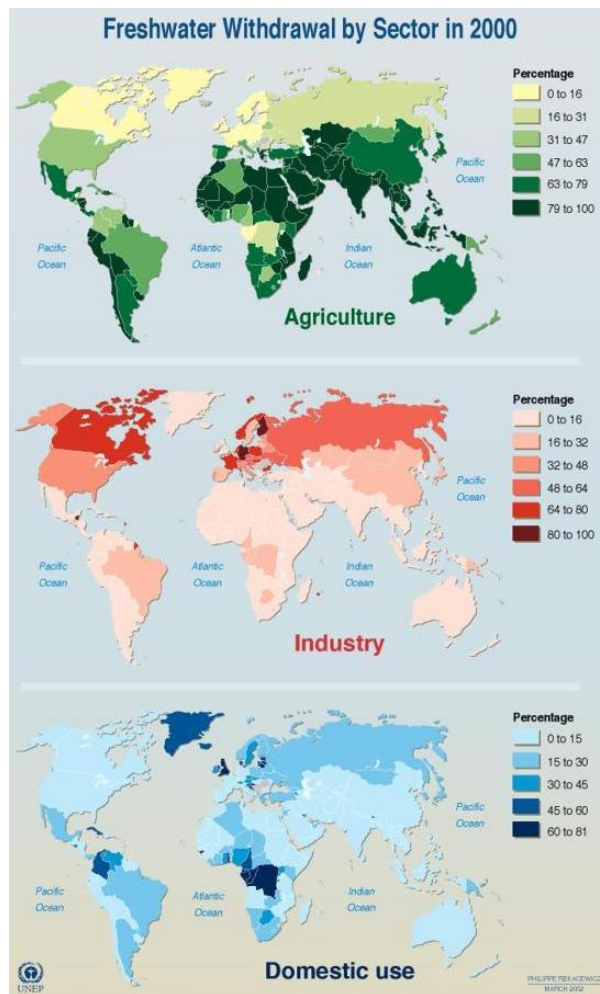 Freshwater Withdrawal by Sector in 2000
Percentage
0 to 16
16 to 31
31 to 47
47 to 63
63 to 79
79 to 100
Pacific
Ocean
Pacific
Ocean
Atlantic
Ocean
Indian
Ocean
Agriculture
Percentage
0 to 16
16 to 32
32 to 48
48 to 64
64 to 80
80 to 100
Pacific
Ocean
Pacific
Ocean
Atlantic
Ocean
Indian
Ocean
Industry
Percentage
0 to 15
15 to 30
30 to 45
45 to 60
60 to 81
Pacific
Ocean
Pacific
Ocean
Atlantic
Ocean
Indian
Ocean
Domestic use
UNEP
PHILIPPE REKACEWICZ
MARCH 2002